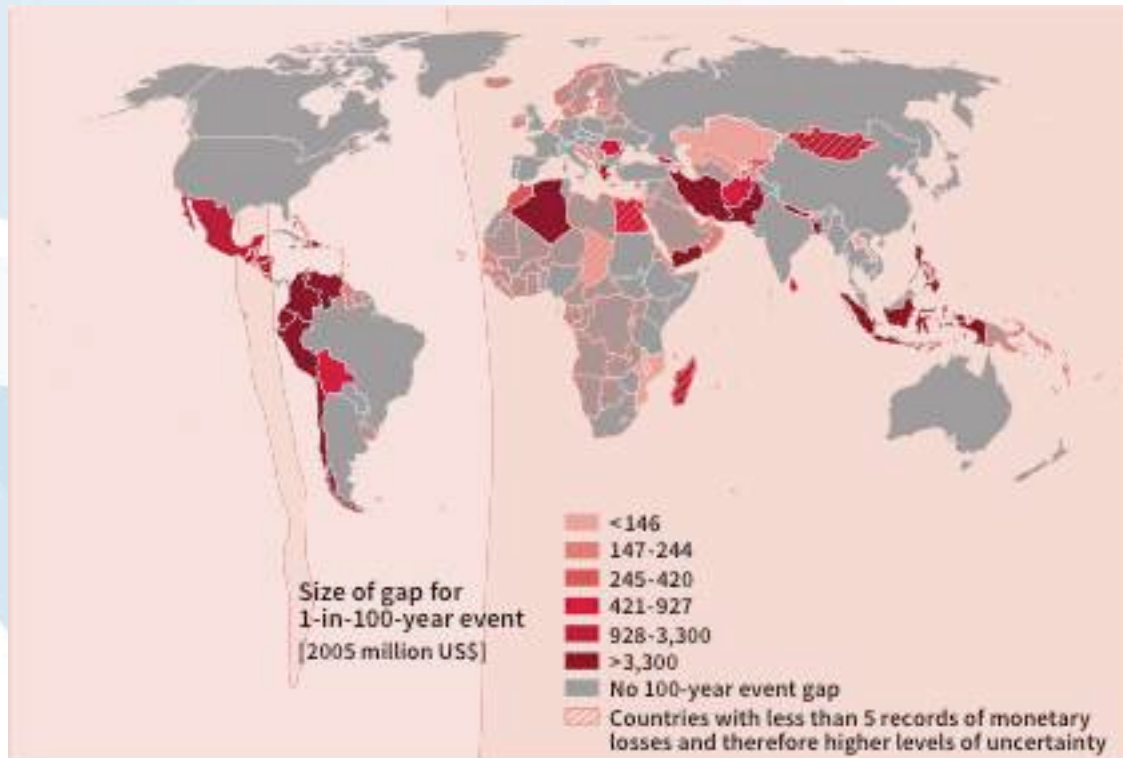 Size of gap for
1-in-100-year event
[2005 million US$]
<146
147-244
245-420
421-927
928-3,300
>3,300
No 100-year event gap
Countries with less than 5 records of monetary
losses and therefore higher levels of uncertainty